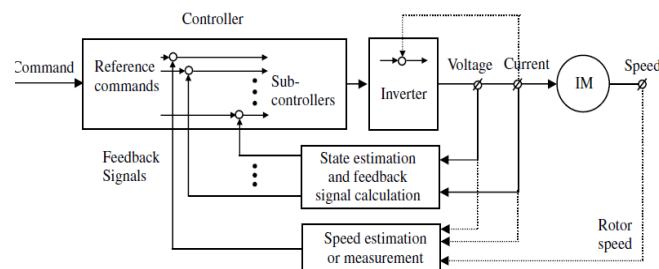 Controller
Command
Reference
commands
Sub-
controllers
Inverter
Voltage
Current
IM
Speed
Feedback
Signals
State estimation
and feedback
signal calculation
Speed estimation
or measurement
Rotor
speed